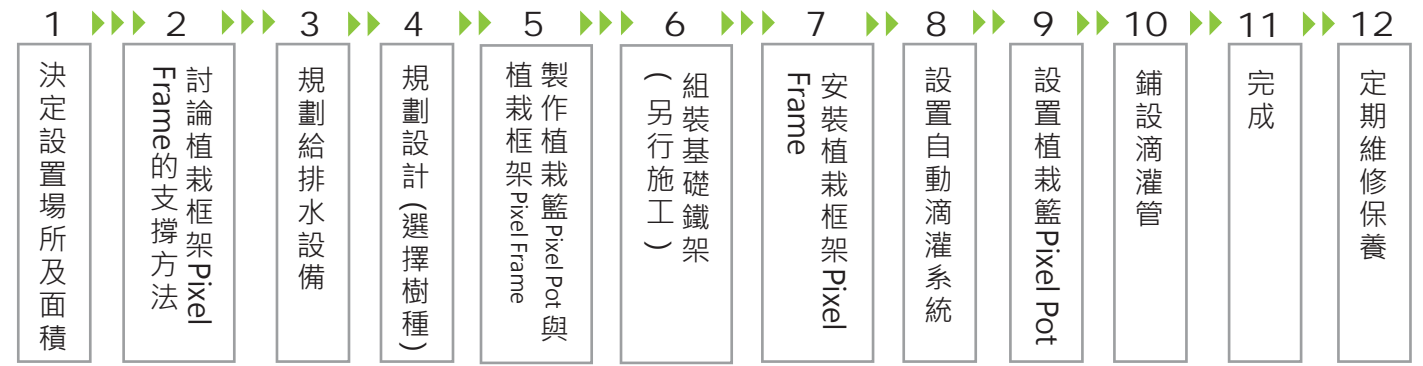 1
決定設置場所及面積
2
討論植栽框架Pixel
Frame的支撐方法
3
規劃給排水設備
4
規劃設計(選擇樹種)
5
製作植栽籃Pixel Pot與
植栽框架Pixel Frame
6
組裝基礎鐵架
(另行施工)
7
安裝植栽框架Pixel
Frame
8
設置自動滴灌系統
9
設置植栽籃Pixel Pot
10
鋪設滴灌管
11
完成
12
定期維修保養